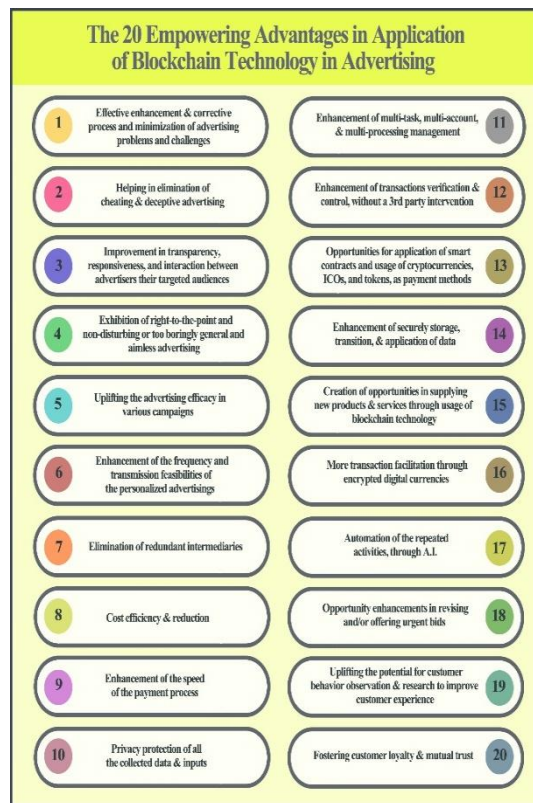 The 20 Empowering Advantages in Application
of Blockchain Technology in Advertising
1
Effective enhancement & corrective
process and minimization of advertising
problems and challenges
2
Helping in elimination of
cheating & deceptive advertising
3
Improvement in transparency,
responsiveness, and interaction between
advertisers their targeted audiences
4
Exhibition of right-to-the-point and
non-disturbing or too boringly general and
aimless advertising
5
Uplifting the advertising efficacy in
various campaigns
6
Enhancement of the frequency and
transmission feasibilities of
the personalized advertisings
7
Elimination of redundant intermediaries
8
Cost efficiency & reduction
9
Enhancement of the speed
of the payment process
10
Privacy protection of all
the collected data & inputs
Enhancement of multi-task, multi-account,
& multi-processing management
11
Enhancement of transactions verification &
control, without a 3rd party intervention
12
Opportunities for application of smart
contracts and usage of cryptocurrencies,
ICOs, and tokens, as payment methods
13
Enhancement of securely storage,
transition, & application of data
14
Creation of opportunities in supplying
new products & services through usage of
blockchain technology
15
More transaction facilitation through
encrypted digital currencies
16
Automation of the repeated
activities, through A.I.
17
Opportunity enhancements in revising
and/or offering urgent bids
18
Uplifting the potential for customer
behavior observation & research to improve
customer experience
19
Fostering customer loyalty & mutual trust
20